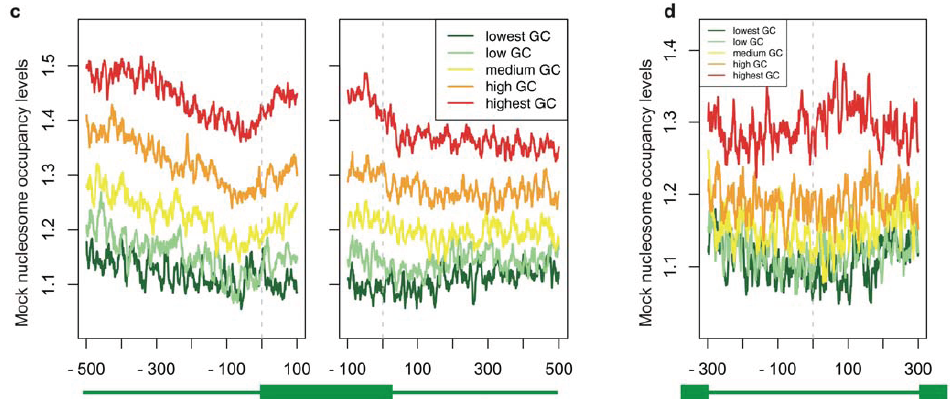 c
Mock nucleosome occupancy levels
1.5
1.4
1.3
1.2
1.1
lowest GC
low GC
medium GC
high GC
highest GC
- 500 - 300 - 100 100
- 100 100 300 500
d
Mock nucleosome occupancy levels
1.4
1.3
1.2
1.1
lowest GC
low GC
medium GC
high GC
highest GC
- 300 - 100 100 300